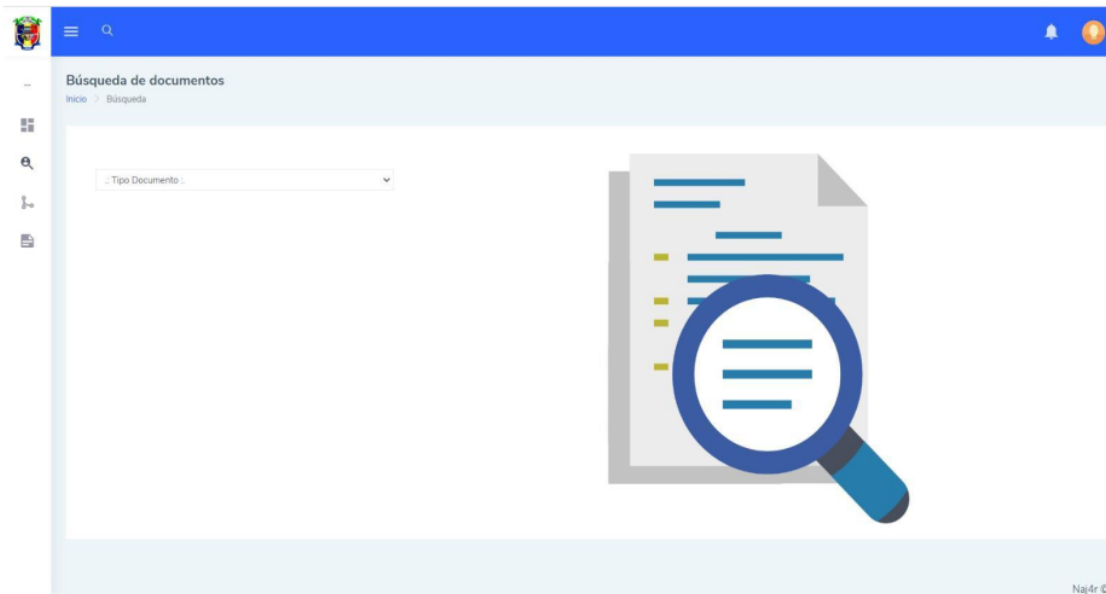 Búsqueda de documentos
Inicio > Búsqueda
.: Tipo Documento :.
Naj4r ©